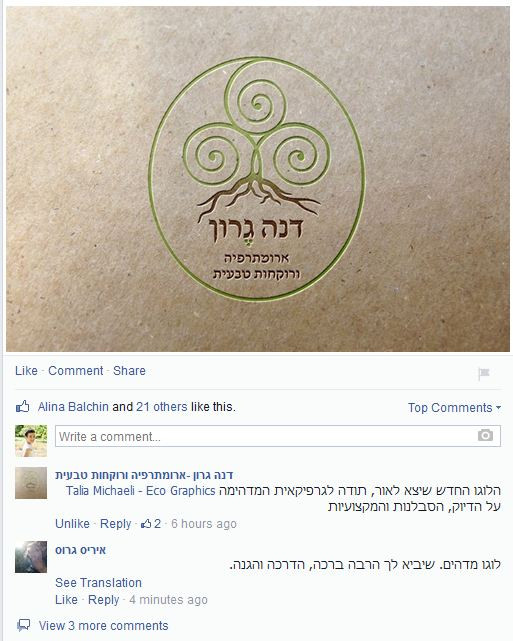 דנה גֶרון
ארומתרפיה
ורוקחות טבעית
Like · Comment · Share
Alina Balchin and 21 others like this.
Top Comments
Write a comment...
דנה גרון -ארומתרפיה ורוקחות טבעית
הלוגו החדש שיצא לאור, תודה לגרפיקאית המדהימה Talia Michaeli - Eco Graphics
על הדיוק, הסבלנות והמקצועיות
Unlike · Reply · 2 · 6 hours ago
איריס גרוס
לוגו מדהים. שיביא לך הרבה ברכה, הדרכה והגנה.
See Translation
Like · Reply · 4 minutes ago
View 3 more comments